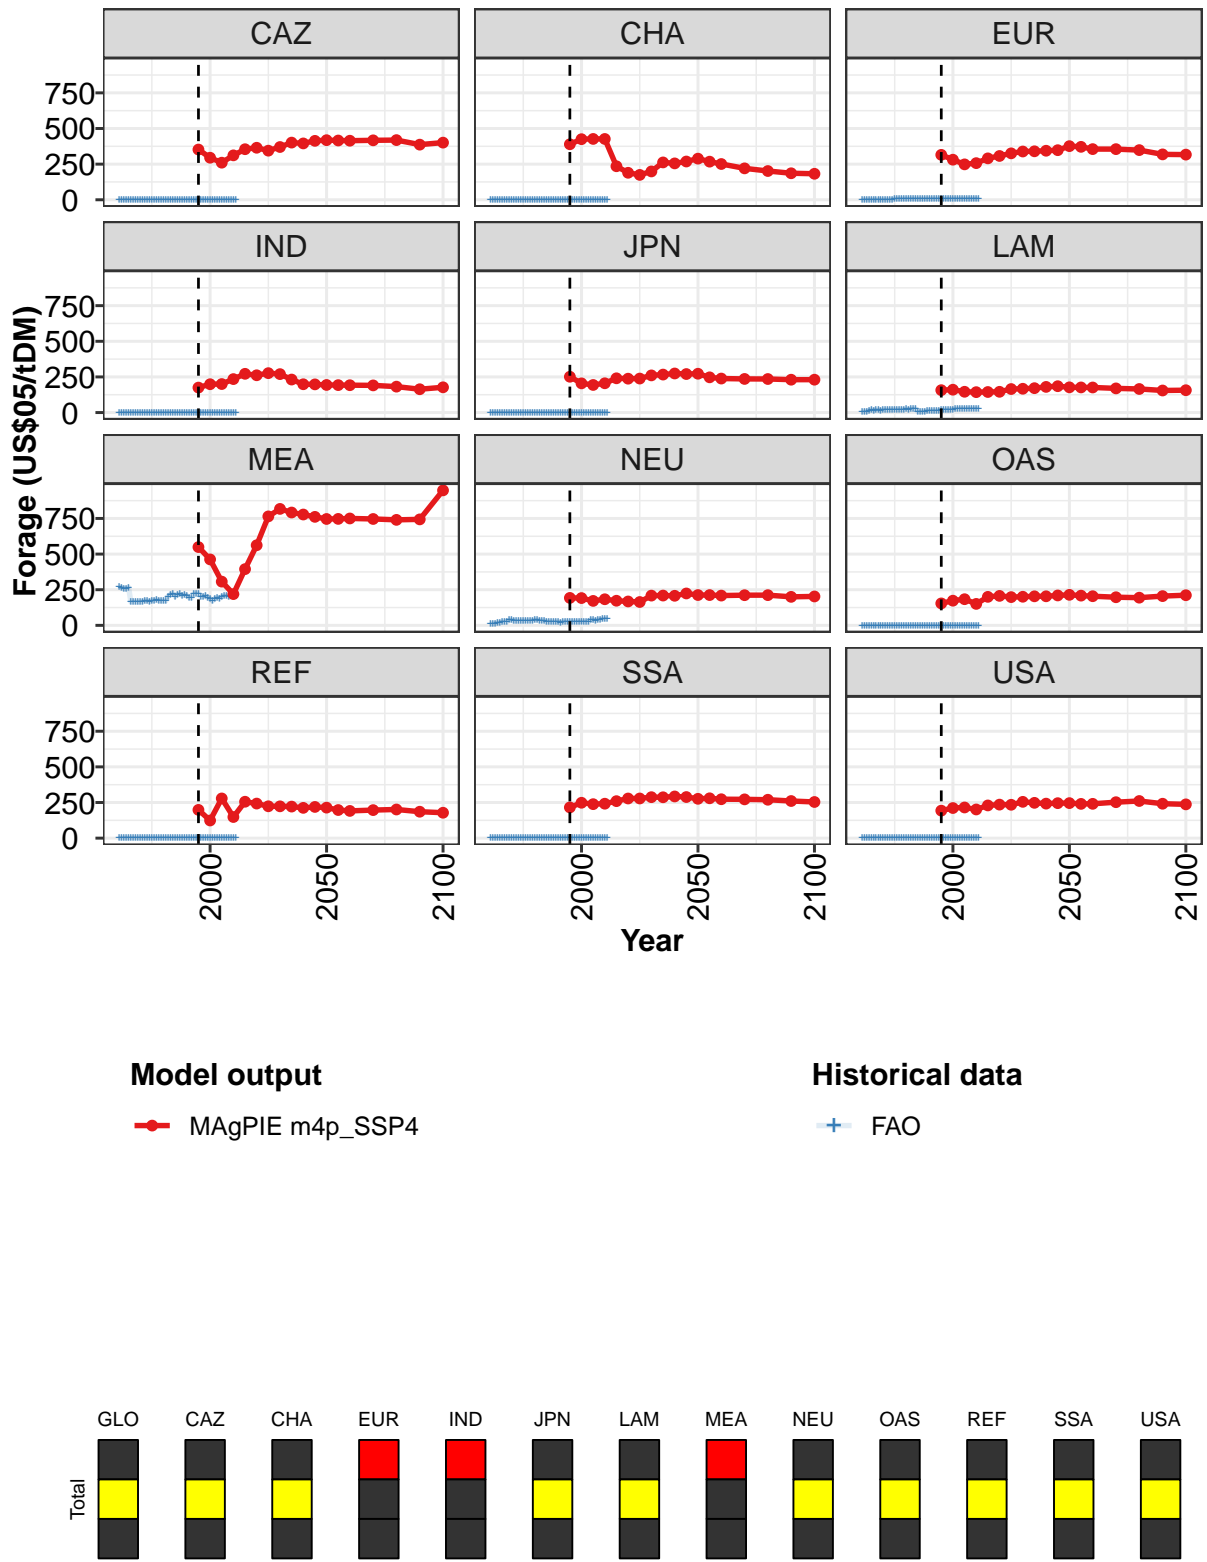 CAZ CHA EUR
750
500
250
0
IND JPN LAM
750
500
250
0
MEA NEU OAS
750
500
250
0
REF SSA USA
750
500
250
0
2000 2050 2100 2000 2050 2100 2000 2050 2100
Forage (US$05/tDM)
Year
Model output
MAgPIE m4p_SSP4
Historical data
FAO
GLO CAZ CHA EUR IND JPN LAM MEA NEU OAS REF SSA USA
Total